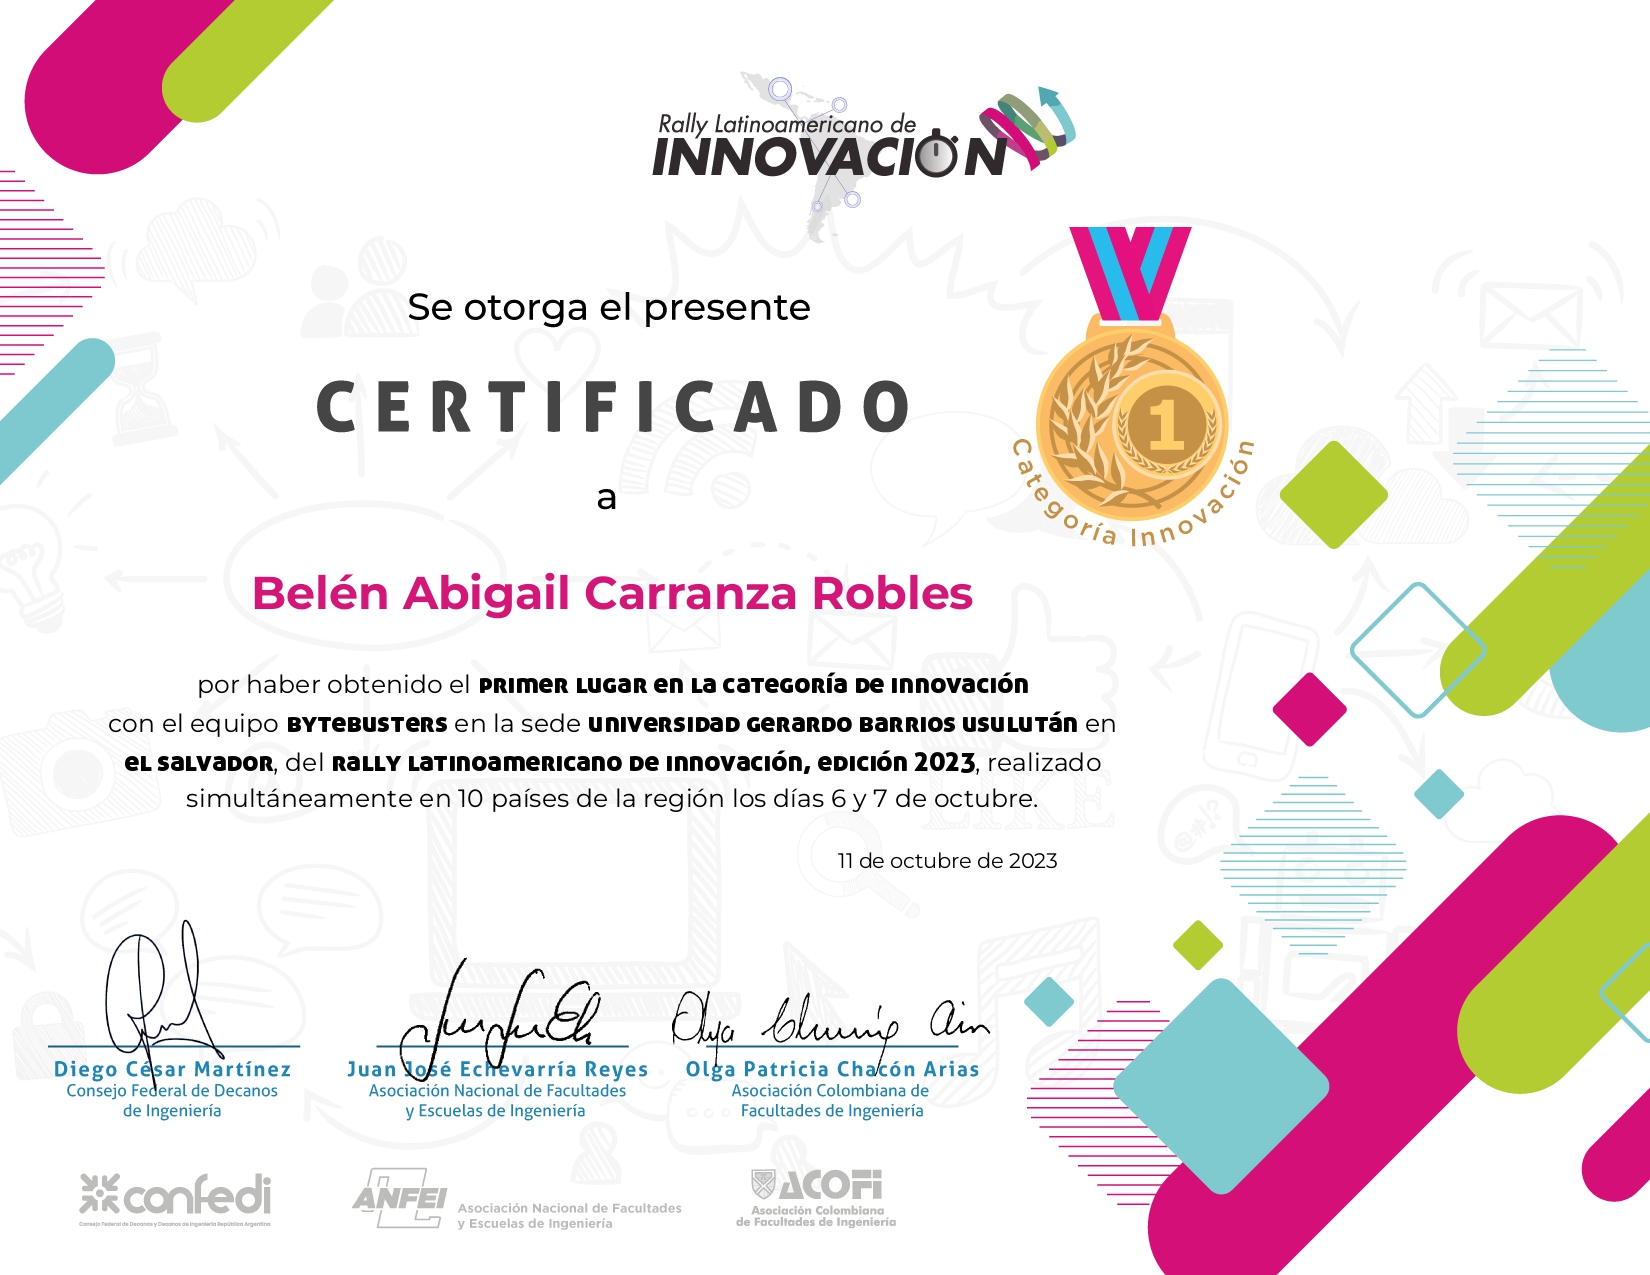 Rally Latinoamericano de
INNOVACIÓN
Se otorga el presente
CERTIFICADO
a
1
Categoría Innovación
Belén Abigail Carranza Robles
por haber obtenido el PRIMER LUGAR en LA CATEGORÍA DE INNOVACIÓN
con el equipo BYTEBUSTERS en la sede UNIVERSIDAD GERARDO BARRIOS USULUTÁN en
EL SALVADOR, del RALLY LATINOAMERICANO DE INNOVACIÓN, EDICIÓN 2023, realizado
simultáneamente en 10 países de la región los días 6 y 7 de octubre.
LIKE
11 de octubre de 2023
Diego César Martínez
Consejo Federal de Decanos
de Ingeniería
Juan José Echevarría Reyes
Asociación Nacional de Facultades
y Escuelas de Ingeniería
Olga Patricia Chacón Arias
Asociación Colombiana de
Facultades de Ingeniería
confedi
Consejo Federal de Decanos y Decanas de Ingeniería República Argentina
ANFEI
Asociación Nacional de Facultades
y Escuelas de Ingeniería
ACOFI
Asociación Colombiana
de Facultades de Ingeniería